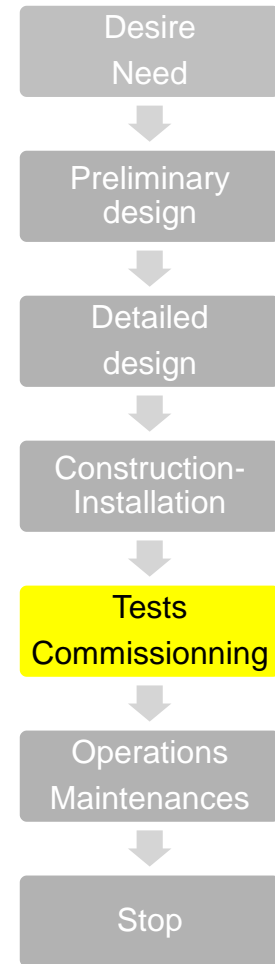 Desire
Need
Preliminary
design
Detailed
design
Construction-
Installation
Tests
Commissionning
Operations
Maintenances
Stop